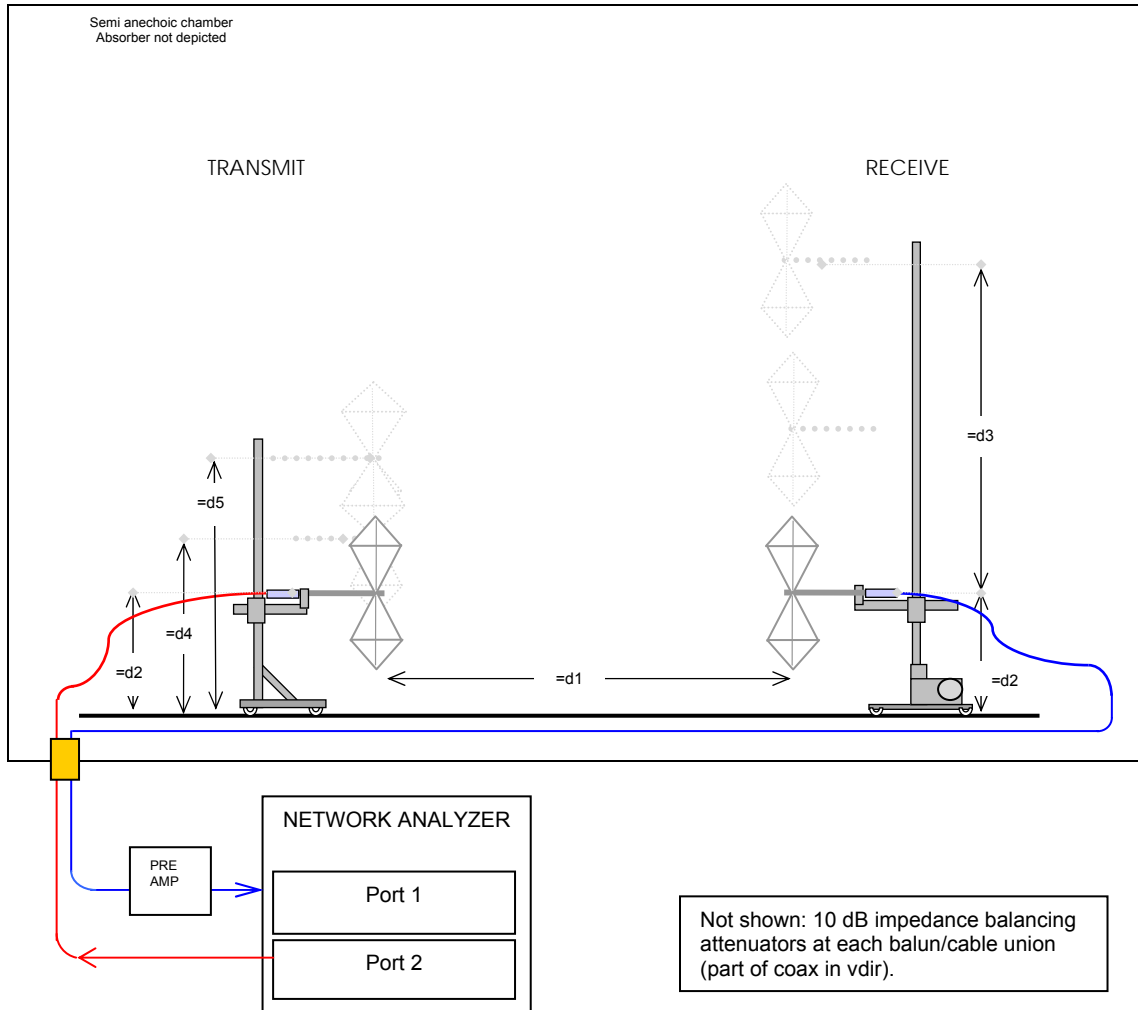 Semi anechoic chamber
Absorber not depicted
TRANSMIT
RECEIVE
=d3
=d5
=d4
=d2
=d1
=d2
NETWORK ANALYZER
PRE
AMP
Port 1
Port 2
Not shown: 10 dB impedance balancing
attenuators at each balun/cable union
(part of coax in vdir).